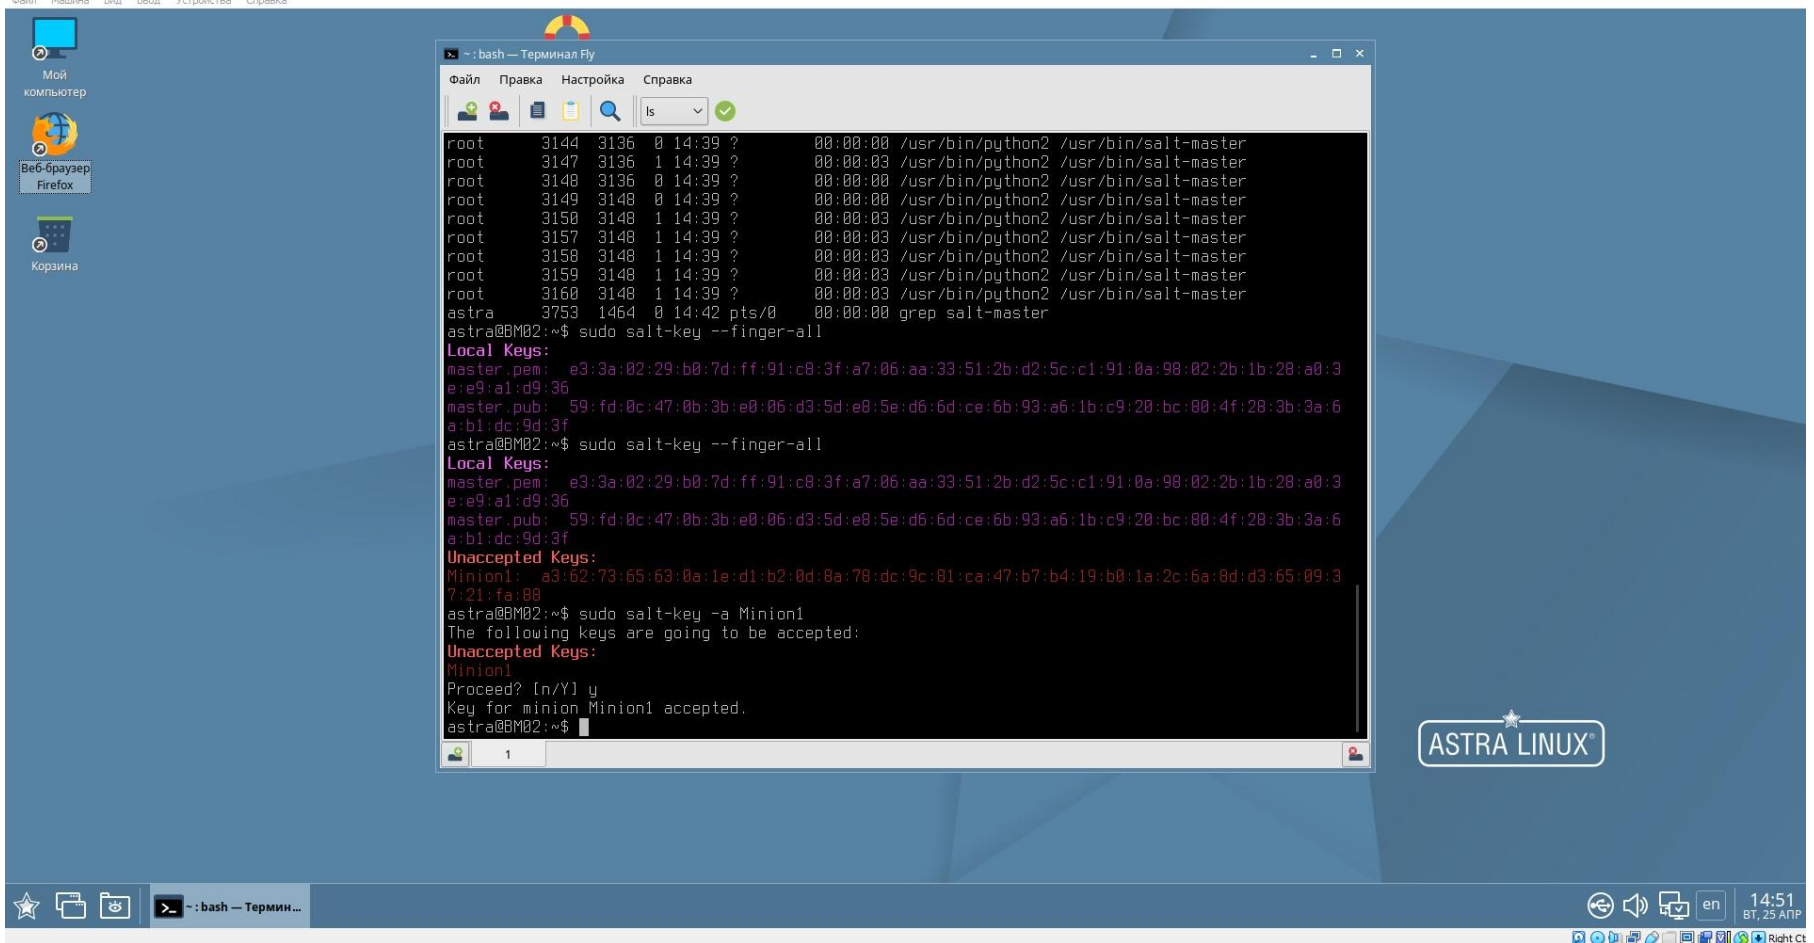 Файл Машина Вид Ввод Устройства Справка
Мой
компьютер
Веб-браузер
Firefox
Корзина
~ : bash — Терминал Fly
Файл Правка Настройка Справка
ls
root 3144 3136 0 14:39 ? 00:00:00 /usr/bin/python2 /usr/bin/salt-master
root 3147 3136 1 14:39 ? 00:00:03 /usr/bin/python2 /usr/bin/salt-master
root 3148 3136 0 14:39 ? 00:00:00 /usr/bin/python2 /usr/bin/salt-master
root 3149 3148 0 14:39 ? 00:00:00 /usr/bin/python2 /usr/bin/salt-master
root 3150 3148 1 14:39 ? 00:00:03 /usr/bin/python2 /usr/bin/salt-master
root 3157 3148 1 14:39 ? 00:00:03 /usr/bin/python2 /usr/bin/salt-master
root 3158 3148 1 14:39 ? 00:00:03 /usr/bin/python2 /usr/bin/salt-master
root 3159 3148 1 14:39 ? 00:00:03 /usr/bin/python2 /usr/bin/salt-master
root 3160 3148 1 14:39 ? 00:00:03 /usr/bin/python2 /usr/bin/salt-master
astra 3753 1464 0 14:42 pts/0 00:00:00 grep salt-master
astra@BM02:~$ sudo salt-key --finger-all
Local Keys:
master.pem: e3:3a:02:29:b0:7d:ff:91:c8:3f:a7:06:aa:33:51:2b:d2:5c:c1:91:0a:98:02:2b:1b:28:a0:3
e:e9:a1:d9:36
master.pub: 59:fd:0c:47:0b:3b:e0:06:d3:5d:e8:5e:d6:6d:ce:6b:93:a6:1b:c9:20:bc:80:4f:28:3b:3a:6
a:b1:dc:9d:3f
astra@BM02:~$ sudo salt-key --finger-all
Local Keys:
master.pem: e3:3a:02:29:b0:7d:ff:91:c8:3f:a7:06:aa:33:51:2b:d2:5c:c1:91:0a:98:02:2b:1b:28:a0:3
e:e9:a1:d9:36
master.pub: 59:fd:0c:47:0b:3b:e0:06:d3:5d:e8:5e:d6:6d:ce:6b:93:a6:1b:c9:20:bc:80:4f:28:3b:3a:6
a:b1:dc:9d:3f
Unaccepted Keys:
Minion1: a3:62:73:65:63:0a:1e:d1:b2:0d:8a:78:dc:9c:81:ca:47:b7:b4:19:b0:1a:2c:6a:8d:d3:65:09:3
7:21:fa:88
astra@BM02:~$ sudo salt-key -a Minion1
The following keys are going to be accepted:
Unaccepted Keys:
Minion1
Proceed? [n/Y] y
Key for minion Minion1 accepted.
astra@BM02:~$
1
ASTRA LINUX®
~ : bash — Термин...
en
14:51
ВТ, 25 АПР
Right Ct